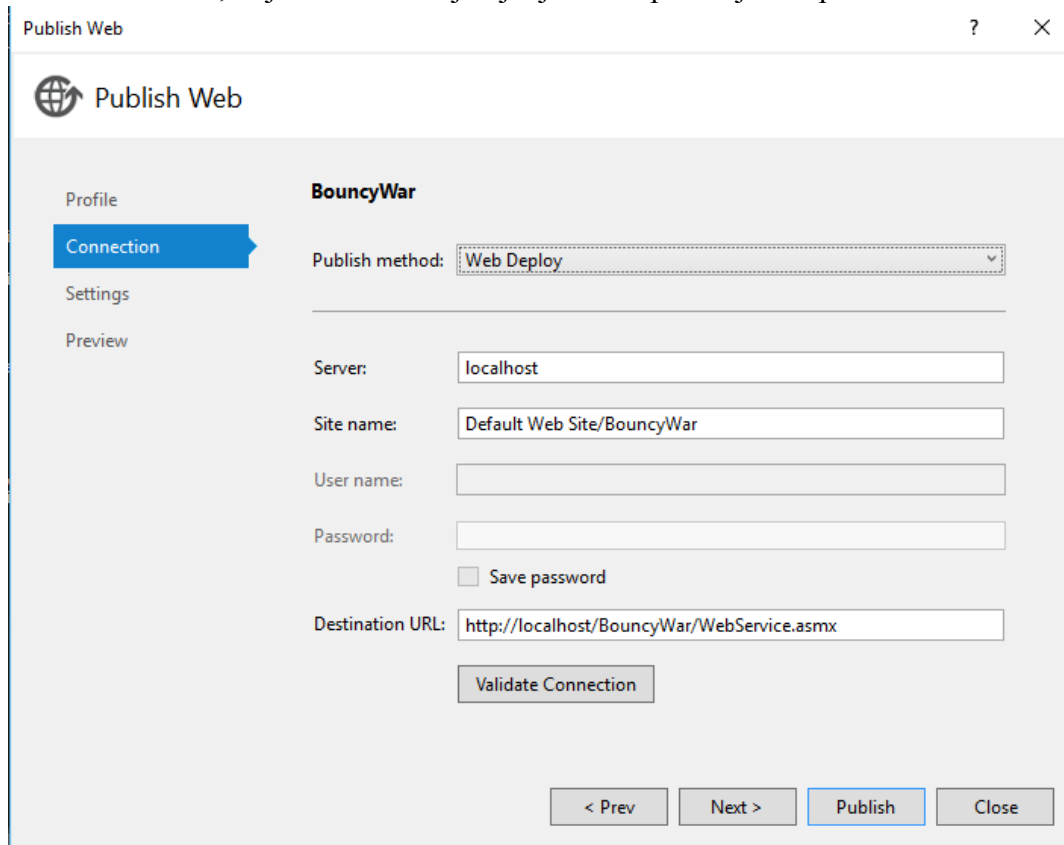 Publish Web
?
Publish Web
Profile
Connection
Settings
Preview
BouncyWar
Publish method: Web Deploy
Server: localhost
Site name: Default Web Site/BouncyWar
User name:
Password:
Save password
Destination URL: http://localhost/BouncyWar/WebService.asmx
Validate Connection
< Prev
Next >
Publish
Close